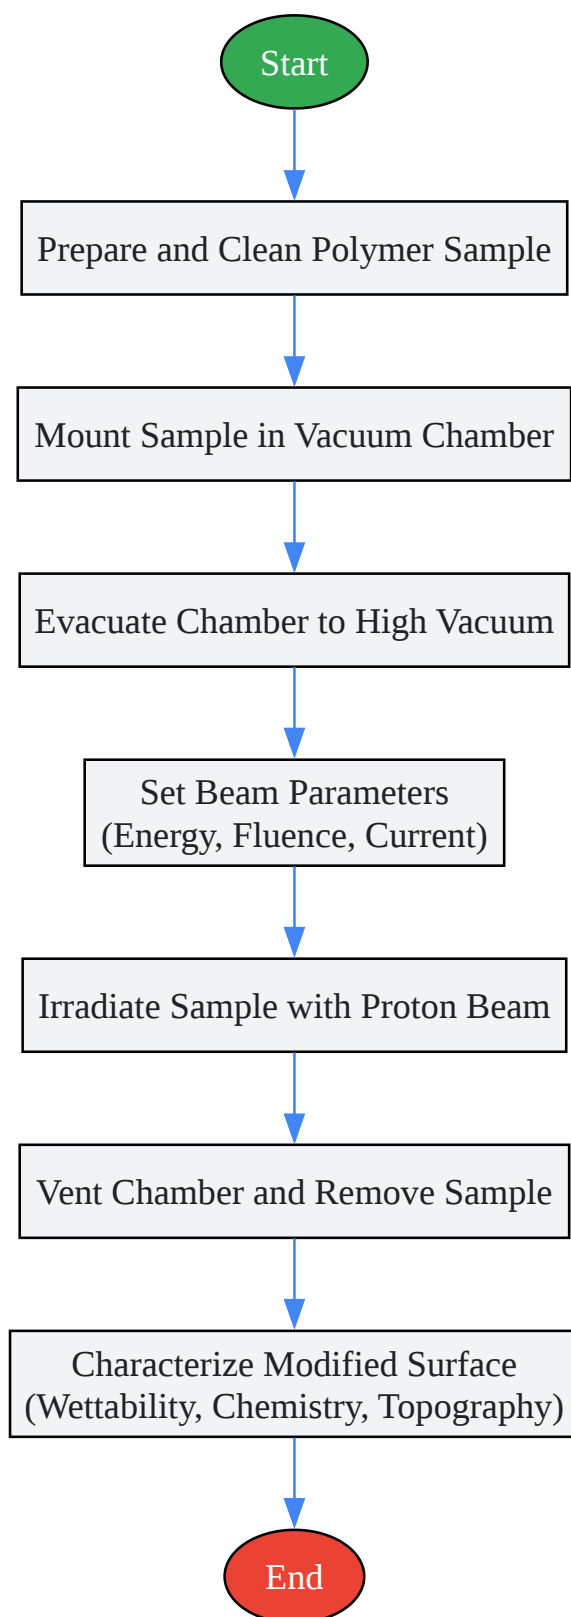 Start
Prepare and Clean Polymer Sample
Mount Sample in Vacuum Chamber
Evacuate Chamber to High Vacuum
Set Beam Parameters
(Energy, Fluence, Current)
Irradiate Sample with Proton Beam
Vent Chamber and Remove Sample
Characterize Modified Surface
(Wettability, Chemistry, Topography)
End